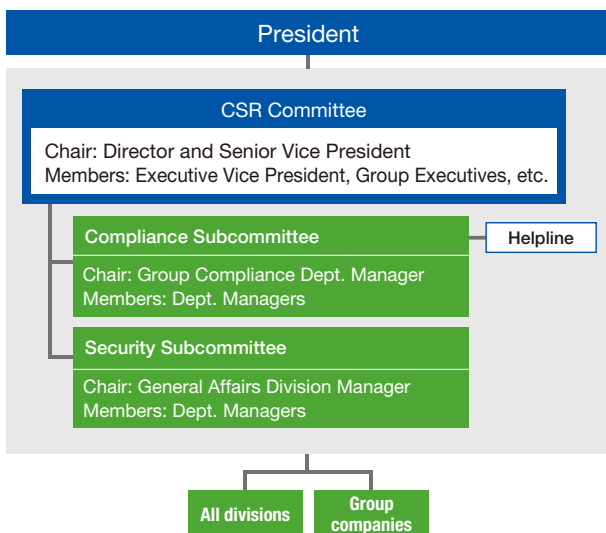 President
CSR Committee
Chair: Director and Senior Vice President
Members: Executive Vice President, Group Executives, etc.
Compliance Subcommittee
Helpline
Chair: Group Compliance Dept. Manager
Members: Dept. Managers
Security Subcommittee
Chair: General Affairs Division Manager
Members: Dept. Managers
All divisions
Group
companies